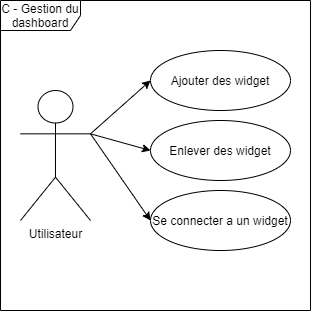 C - Gestion du
dashboard
Ajouter des widget
Enlever des widget
Se connecter a un widget
Utilisateur